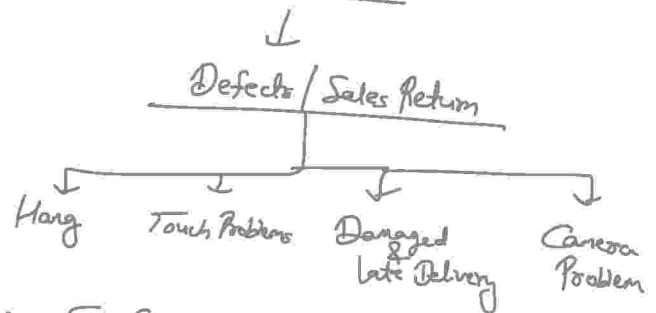 Defects / Sales Return
Hang
Touch Problems
Damaged
&
Late Delivery
Camera
Problem